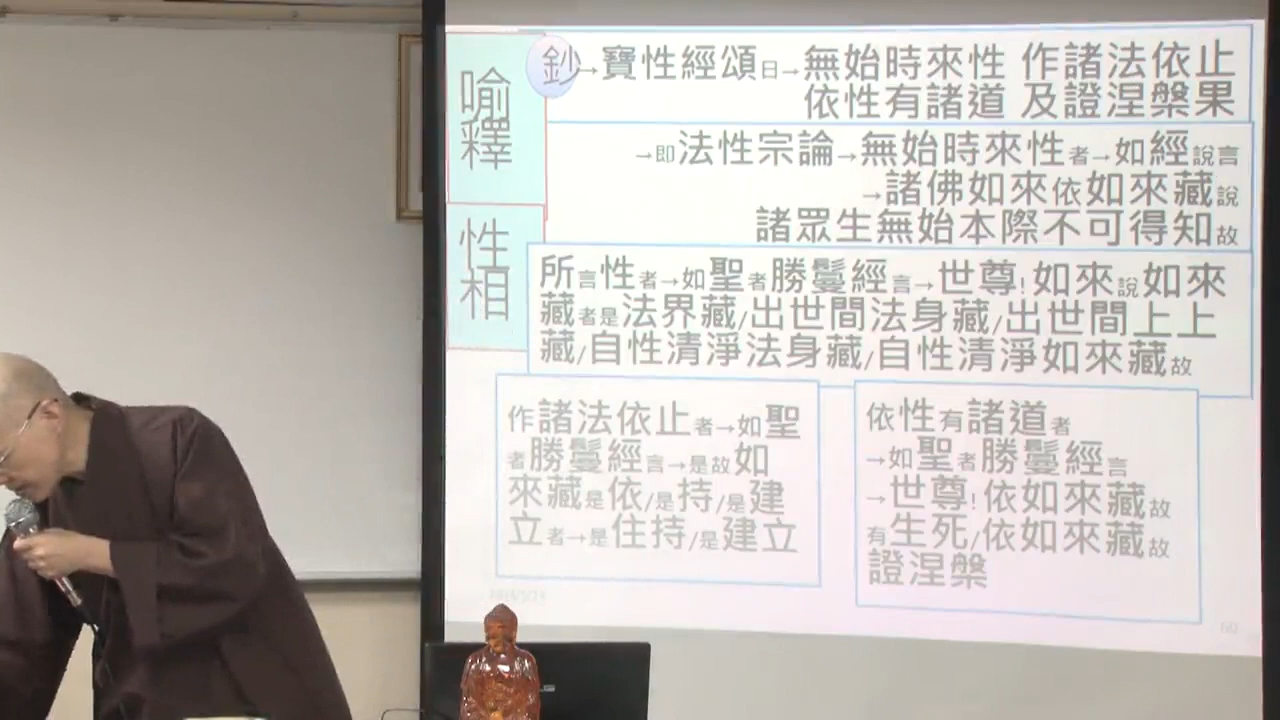 喻釋
性相
鈔→寶性經頌曰→無始時來性 作諸法依止
依性有諸道 及證涅槃果
→即法性宗論→無始時來性者→如經說言
→諸佛如來依如來藏說
諸眾生無始本際不可得知故
所言性者→如聖者勝鬘經言→世尊!如來說如來
藏者是法界藏/出世間法身藏/出世間上上
藏/自性清淨法身藏/自性清淨如來藏故
作諸法依止者→如聖
者勝鬘經言→是故如
來藏是依/是持/是建
立者→是住持/是建立
依性有諸道者
→如聖者勝鬘經言
→世尊!依如來藏故
有生死/依如來藏故
證涅槃
60